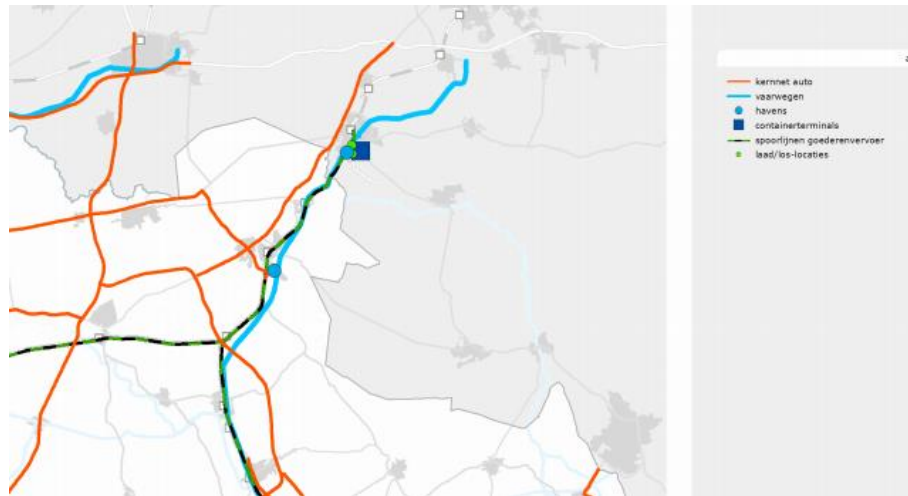 a
kernnet auto
vaarwegen
havens
containerterminals
spoorlijnen goederenvervoer
laad/los-locaties